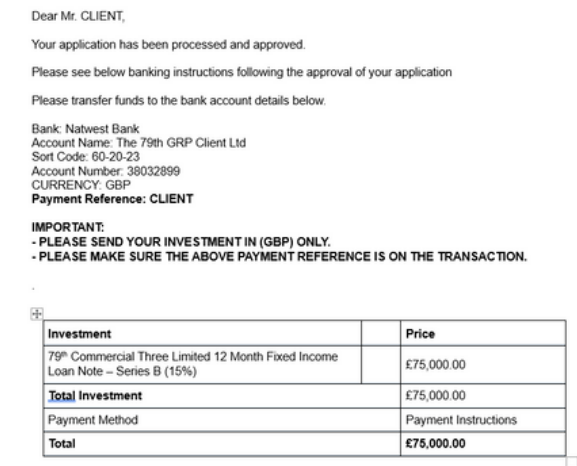 Dear Mr. CLIENT,
Your application has been processed and approved.
Please see below banking instructions following the approval of your application
Please transfer funds to the bank account details below.
Bank: Natwest Bank
Account Name: The 79th GRP Client Ltd
Sort Code: 60-20-23
Account Number: 38032899
CURRENCY: GBP
Payment Reference: CLIENT
IMPORTANT:
- PLEASE SEND YOUR INVESTMENT IN (GBP) ONLY.
- PLEASE MAKE SURE THE ABOVE PAYMENT REFERENCE IS ON THE TRANSACTION.
.
Investment Price
79th Commercial Three Limited 12 Month Fixed Income
Loan Note – Series B (15%) £75,000.00
Total Investment £75,000.00
Payment Method Payment Instructions
Total £75,000.00